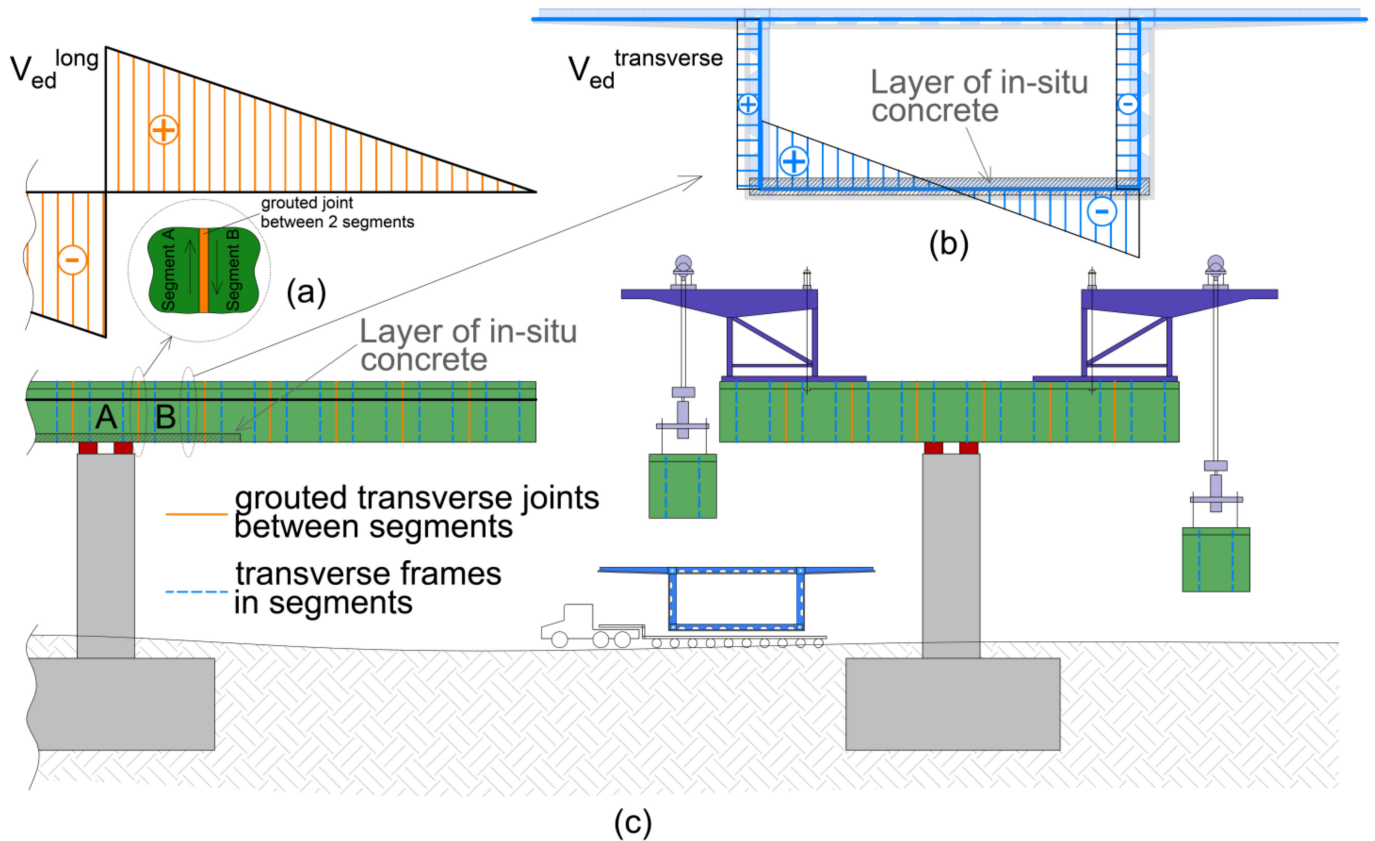 V_ed^long
+
-
grouted joint
between 2 segments
Segment A
Segment B
(a)
V_ed^transverse
+
-
Layer of in-situ
concrete
+
-
(b)
Layer of in-situ
concrete
A
B
grouted transverse joints
between segments
transverse frames
in segments
(c)